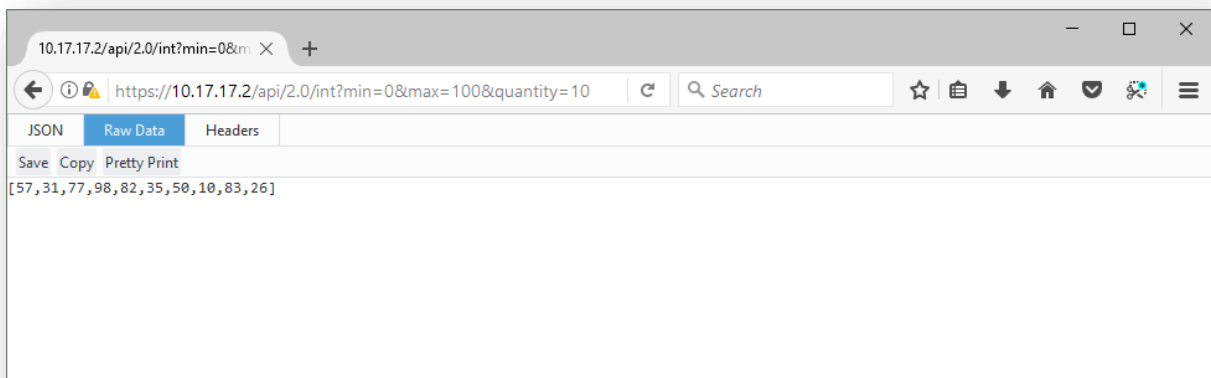 10.17.17.2/api/2.0/int?min=0&m
https://10.17.17.2/api/2.0/int?min=0&max=100&quantity=10 Search
JSON Raw Data Headers
Save Copy Pretty Print
[57,31,77,98,82,35,50,10,83,26]